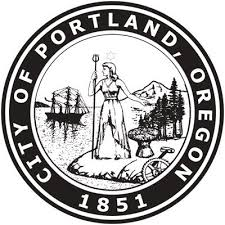 CITY OF PORTLAND, OREGON
1851